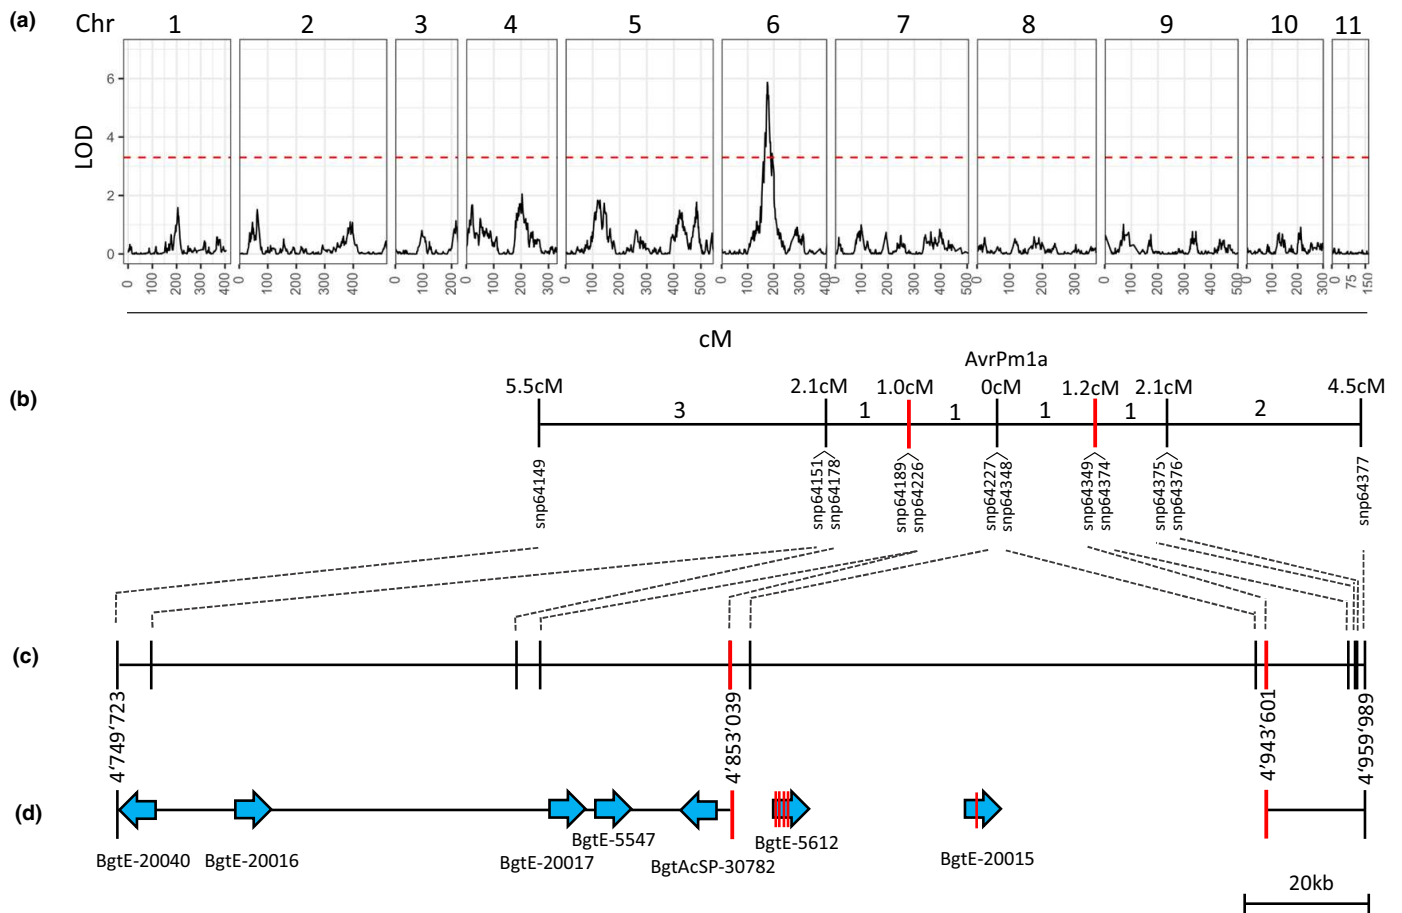 (a)
Chr 1 2 3 4 5 6 7 8 9 10 11
LOD
6
4
2
0
0 100 200 300 400
0 100 200 300 400
0 100 200
0 100 200 300
0 100 200 300 400 500
0 100 200 300 400
0 100 200 300 400 500
0 100 200 300
0 100 200 300 400 500
0 100 200 300
0 75 150
cM
AvrPm1a
(b)
5.5cM 2.1cM 1.0cM 0cM 1.2cM 2.1cM 4.5cM
3 1 1 1 1 2
snp64149
snp64151
snp64178
snp64189
snp64226
snp64227
snp64348
snp64349
snp64374
snp64375
snp64376
snp64377
(c)
4'749'723
4'853'039
4'943'601
4'959'989
(d)
BgtE-20040
BgtE-20016
BgtE-20017
BgtE-5547
BgtAcSP-30782
BgtE-5612
BgtE-20015
20kb